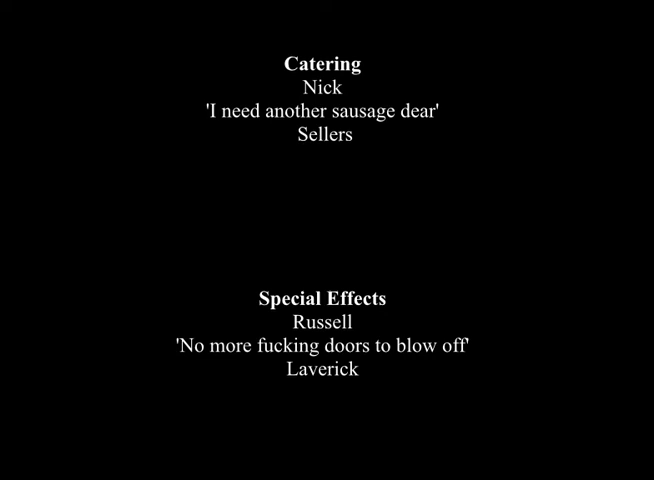 Catering
Nick
'I need another sausage dear'
Sellers
Special Effects
Russell
'No more fucking doors to blow off'
Laverick